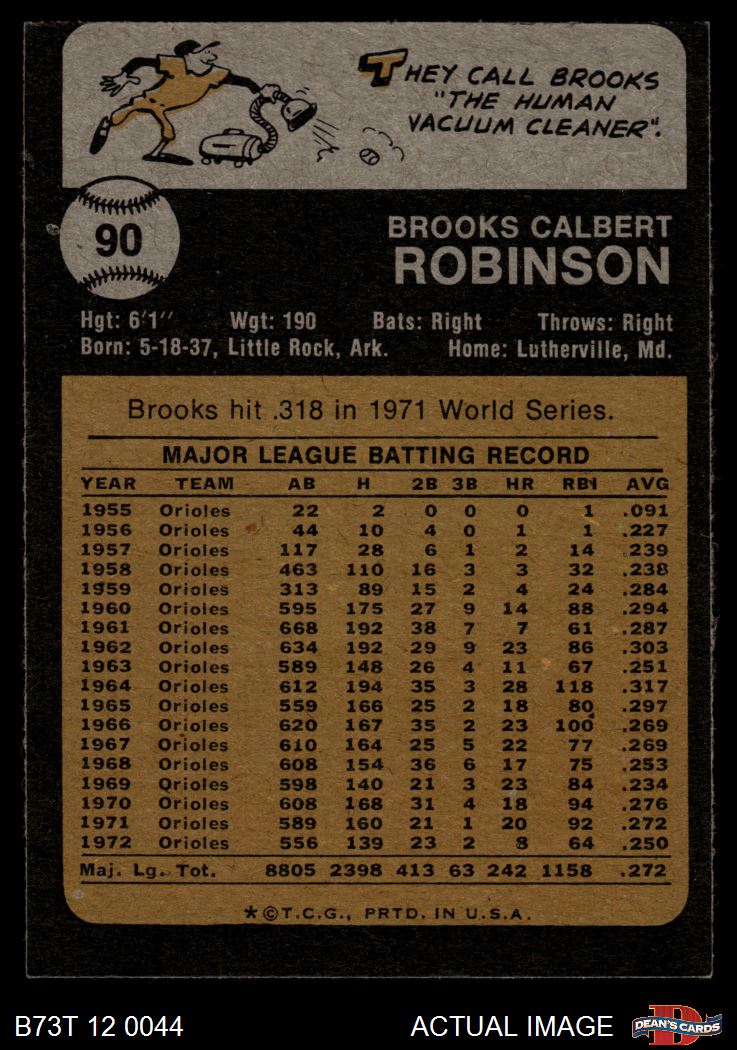 THEY CALL BROOKS
"THE HUMAN
VACUUM CLEANER".
90
BROOKS CALBERT
ROBINSON
Hgt: 6'1" Wgt: 190 Bats: Right Throws: Right
Born: 5-18-37, Little Rock, Ark. Home: Lutherville, Md.
Brooks hit .318 in 1971 World Series.
MAJOR LEAGUE BATTING RECORD
YEAR TEAM AB H 2B 3B HR RBI AVG
1955 Orioles 22 2 0 0 0 1 .091
1956 Orioles 44 10 4 0 1 1 .227
1957 Orioles 117 28 6 1 2 14 .239
1958 Orioles 463 110 16 3 3 32 .238
1959 Orioles 313 89 15 2 4 24 .284
1960 Orioles 595 175 27 9 14 88 .294
1961 Orioles 668 192 38 7 7 61 .287
1962 Orioles 634 192 29 9 23 86 .303
1963 Orioles 589 148 26 4 11 67 .251
1964 Orioles 612 194 35 3 28 118 .317
1965 Orioles 559 166 25 2 18 80 .297
1966 Orioles 620 167 35 2 23 100 .269
1967 Orioles 610 164 25 5 22 77 .269
1968 Orioles 608 154 36 6 17 75 .253
1969 Orioles 598 140 21 3 23 84 .234
1970 Orioles 608 168 31 4 18 94 .276
1971 Orioles 589 160 21 1 20 92 .272
1972 Orioles 556 139 23 2 8 64 .250
Maj. Lg. Tot. 8805 2398 413 63 242 1158 .272
*©T.C.G., PRTD. IN U.S.A.
B73T 12 0044 ACTUAL IMAGE DEAN'S CARDS